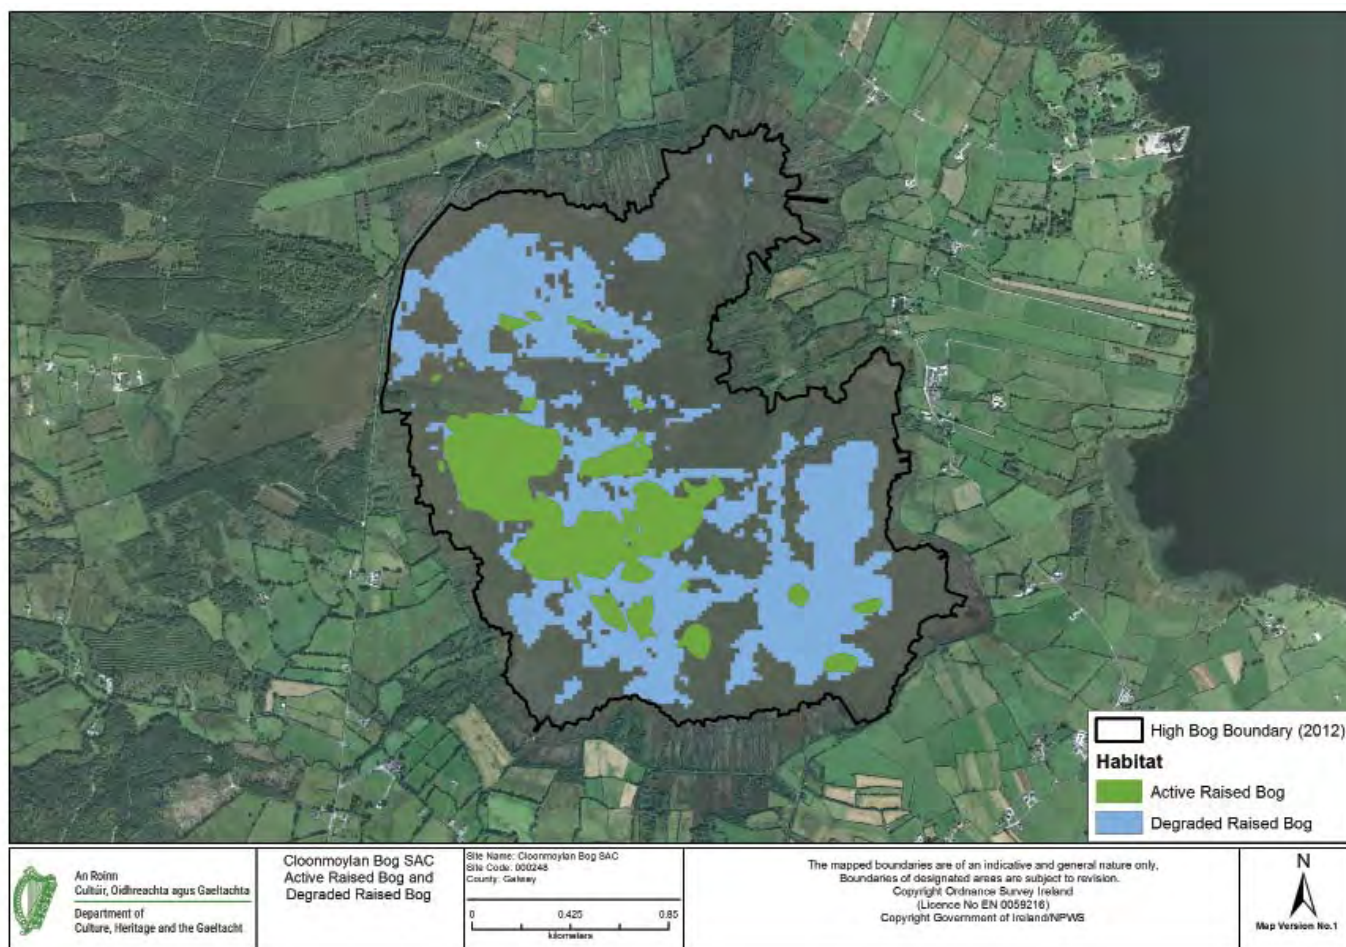 High Bog Boundary (2012)
Habitat
Active Raised Bog
Degraded Raised Bog
An Roinn
Cultúir, Oidhreachta agus Gaeltachta
Department of
Culture, Heritage and the Gaeltacht
Cloonmoylan Bog SAC
Active Raised Bog and
Degraded Raised Bog
Site Name: Cloonmoylan Bog SAC
Site Code: 000248
County: Galway
0 0.425 0.85
kilometers
The mapped boundaries are of an indicative and general nature only,
Boundaries of designated areas are subject to revision.
Copyright Ordnance Survey Ireland
(Licence No EN 0059216)
Copyright Government of Ireland/NPWS
N
Map Version No.1